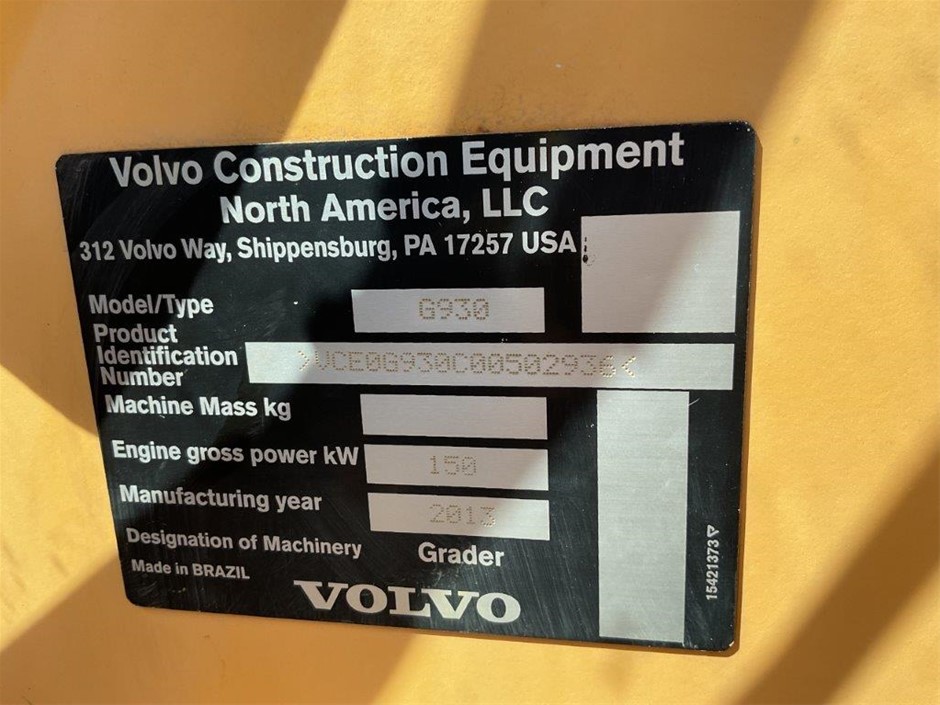 Volvo Construction Equipment
North America, LLC
312 Volvo Way, Shippensburg, PA 17257 USA
Model/Type G930
Product
Identification >VCE0G930C00502936<
Number
Machine Mass kg
Engine gross power kW 150
Manufacturing year 2013
Designation of Machinery Grader
Made in BRAZIL
VOLVO
15421373